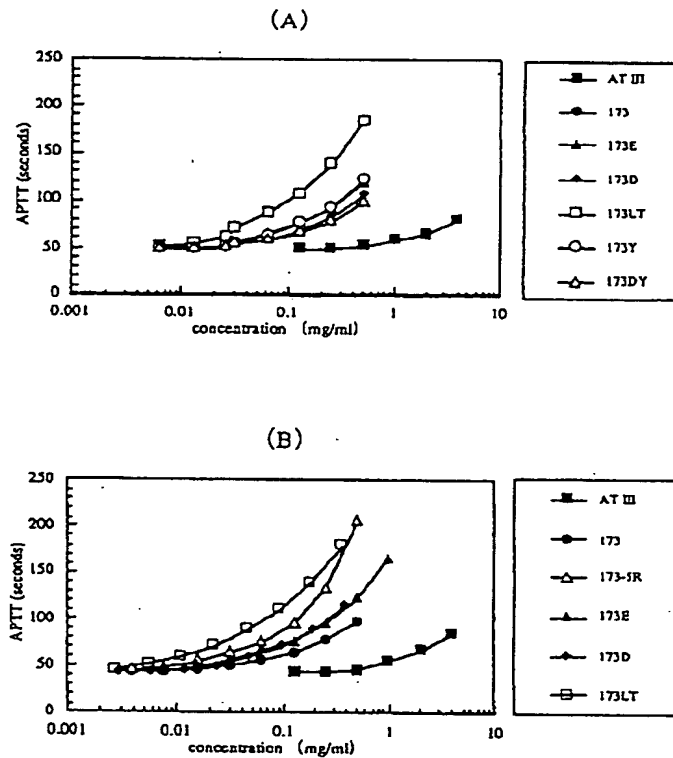 (A)
250
200
150
100
50
0
APTT (seconds)
0.001
0.01
0.1
1
10
concentration (mg/ml)
AT III
173
173E
173D
173LT
173Y
173DY
(B)
250
200
150
100
50
0
APTT (seconds)
0.001
0.01
0.1
1
10
concentration (mg/ml)
AT III
173
173-5R
173E
173D
173LT